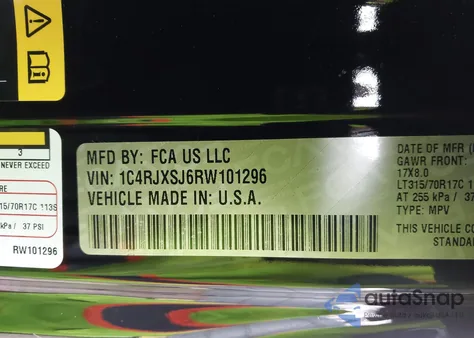 3
NEVER EXCEED
315/70R17C 113S
kPa / 37 PSI
RW101296
MFD BY: FCA US LLC
VIN: 1C4RJXSJ6RW101296
VEHICLE MADE IN: U.S.A.
DATE OF MFR
GAWR FRONT:
17X8.0
LT315/70R17C
AT 255 kPa / 37
TYPE: MPV
THIS VEHICLE
STANDA
autoSnap